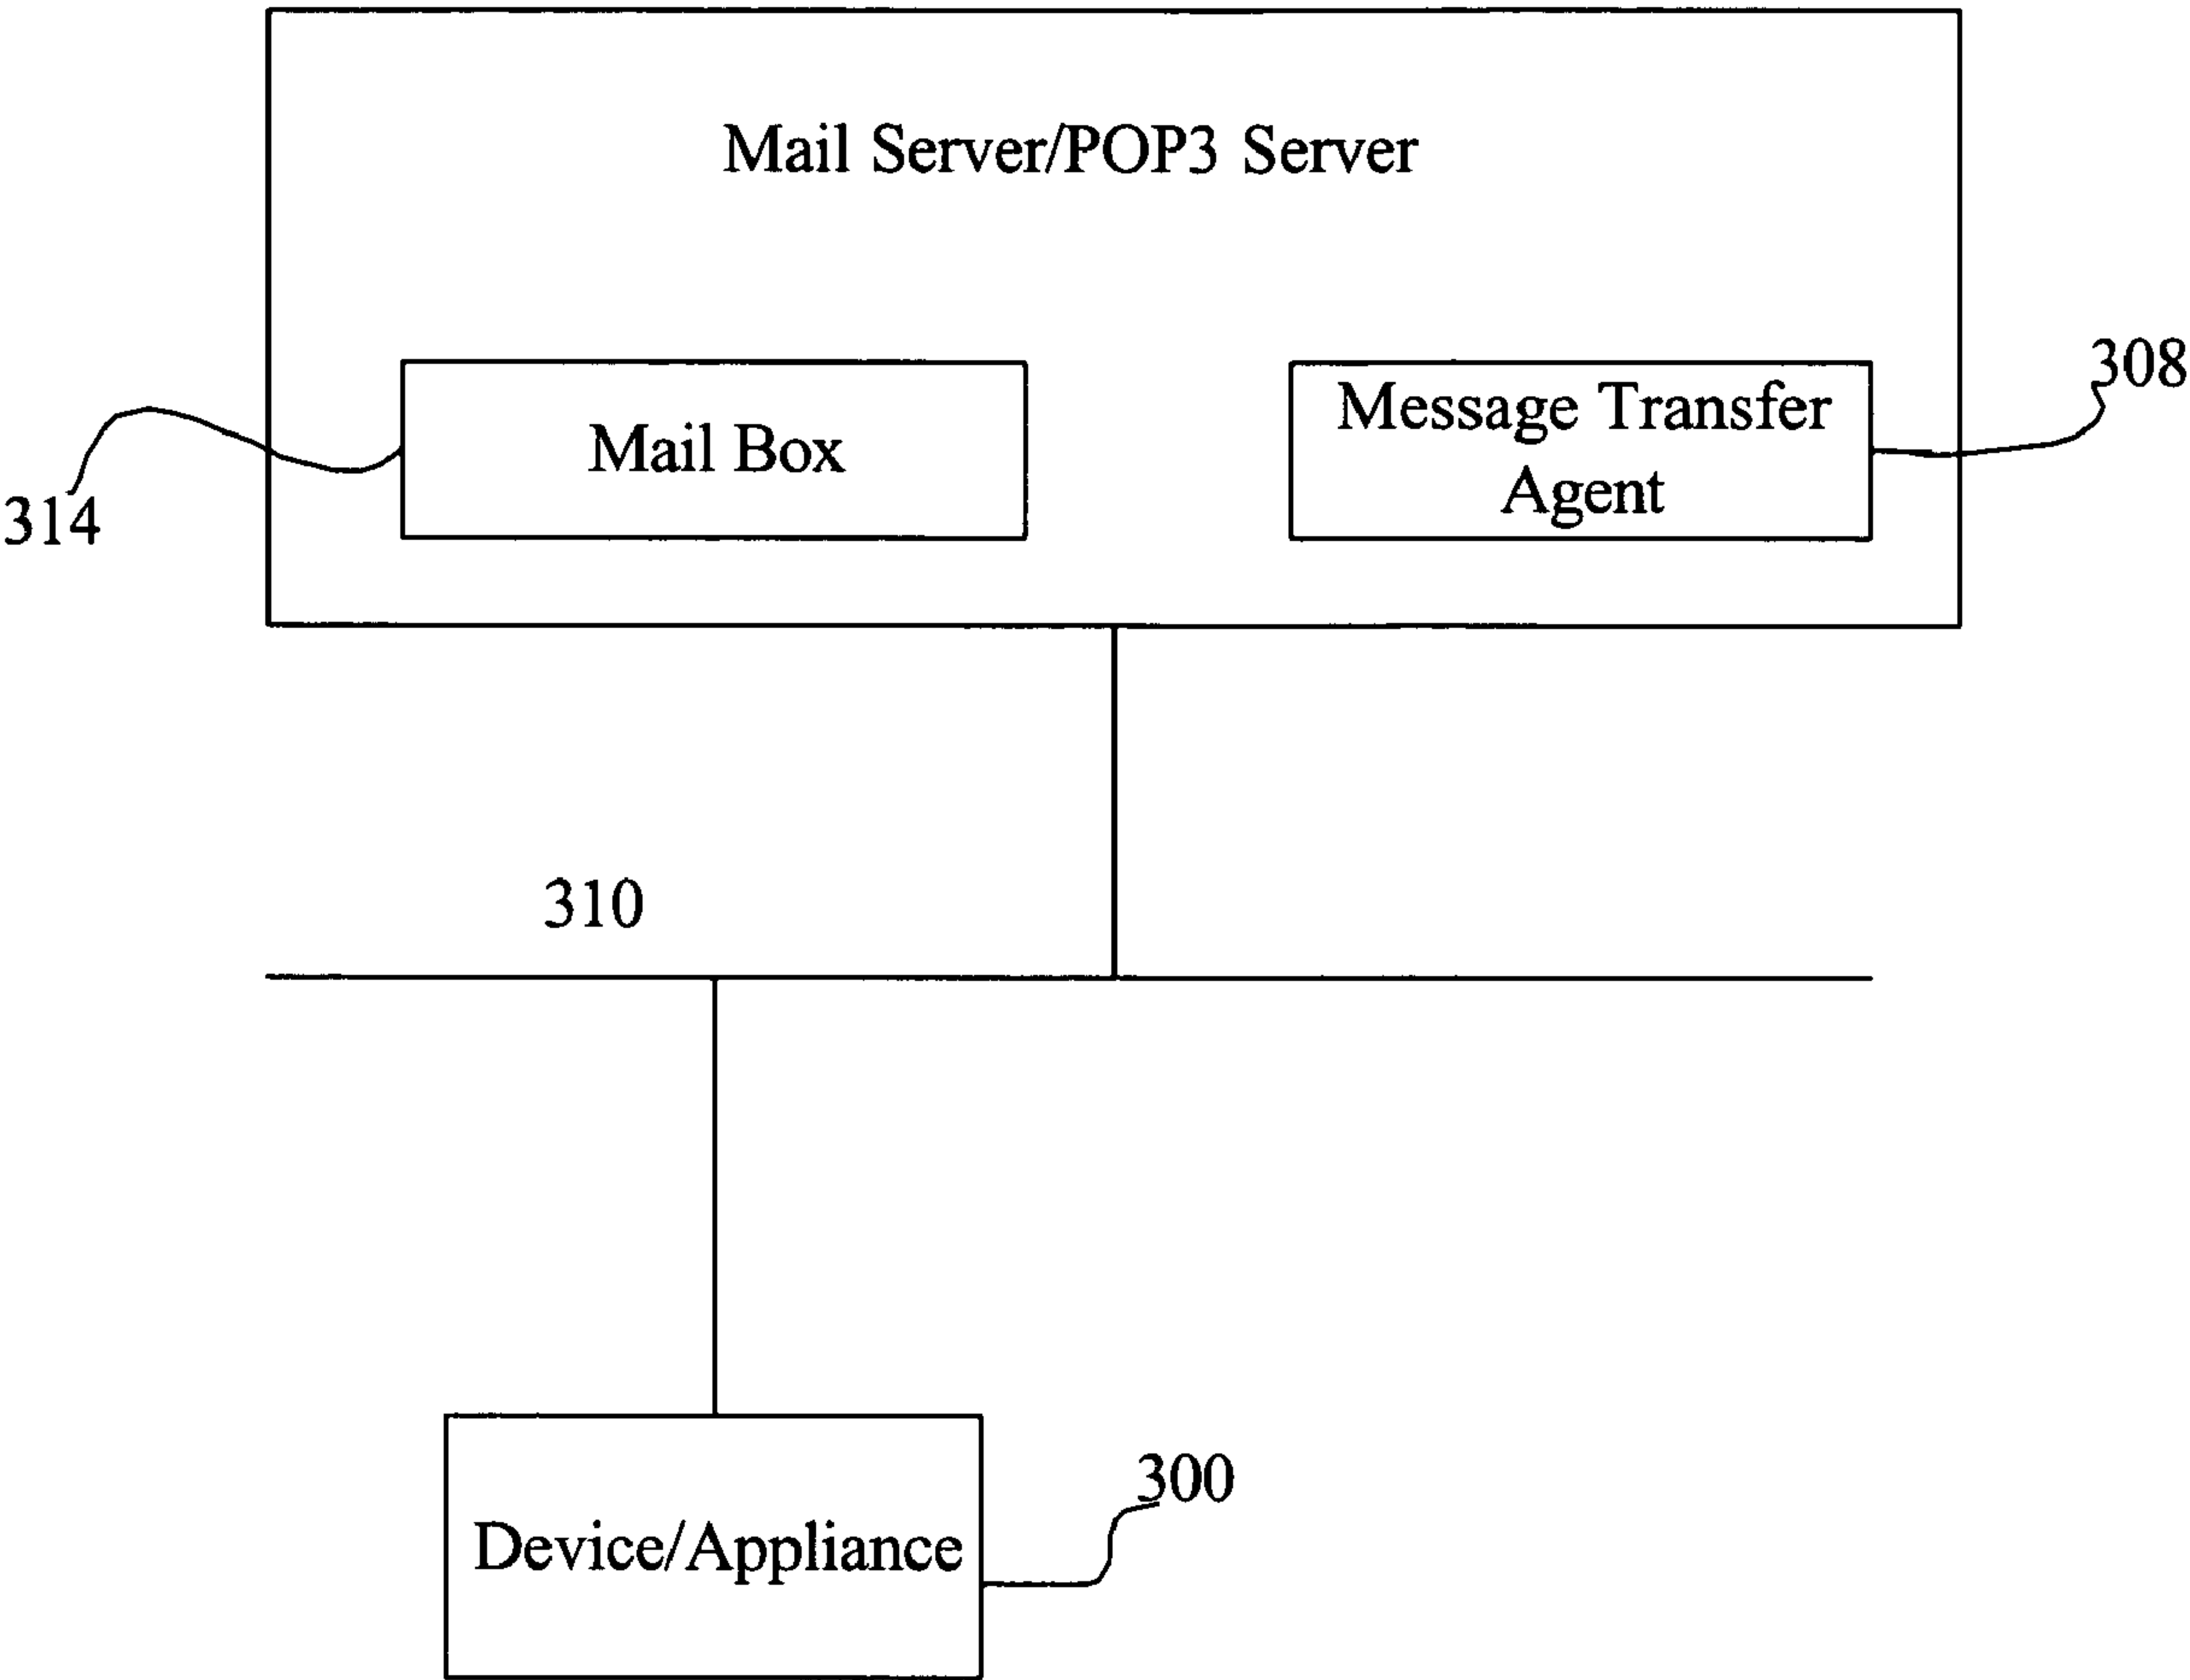 Mail Server/POP3 Server
308
Message Transfer
Agent
Mail Box
314
310
300
Device/Appliance